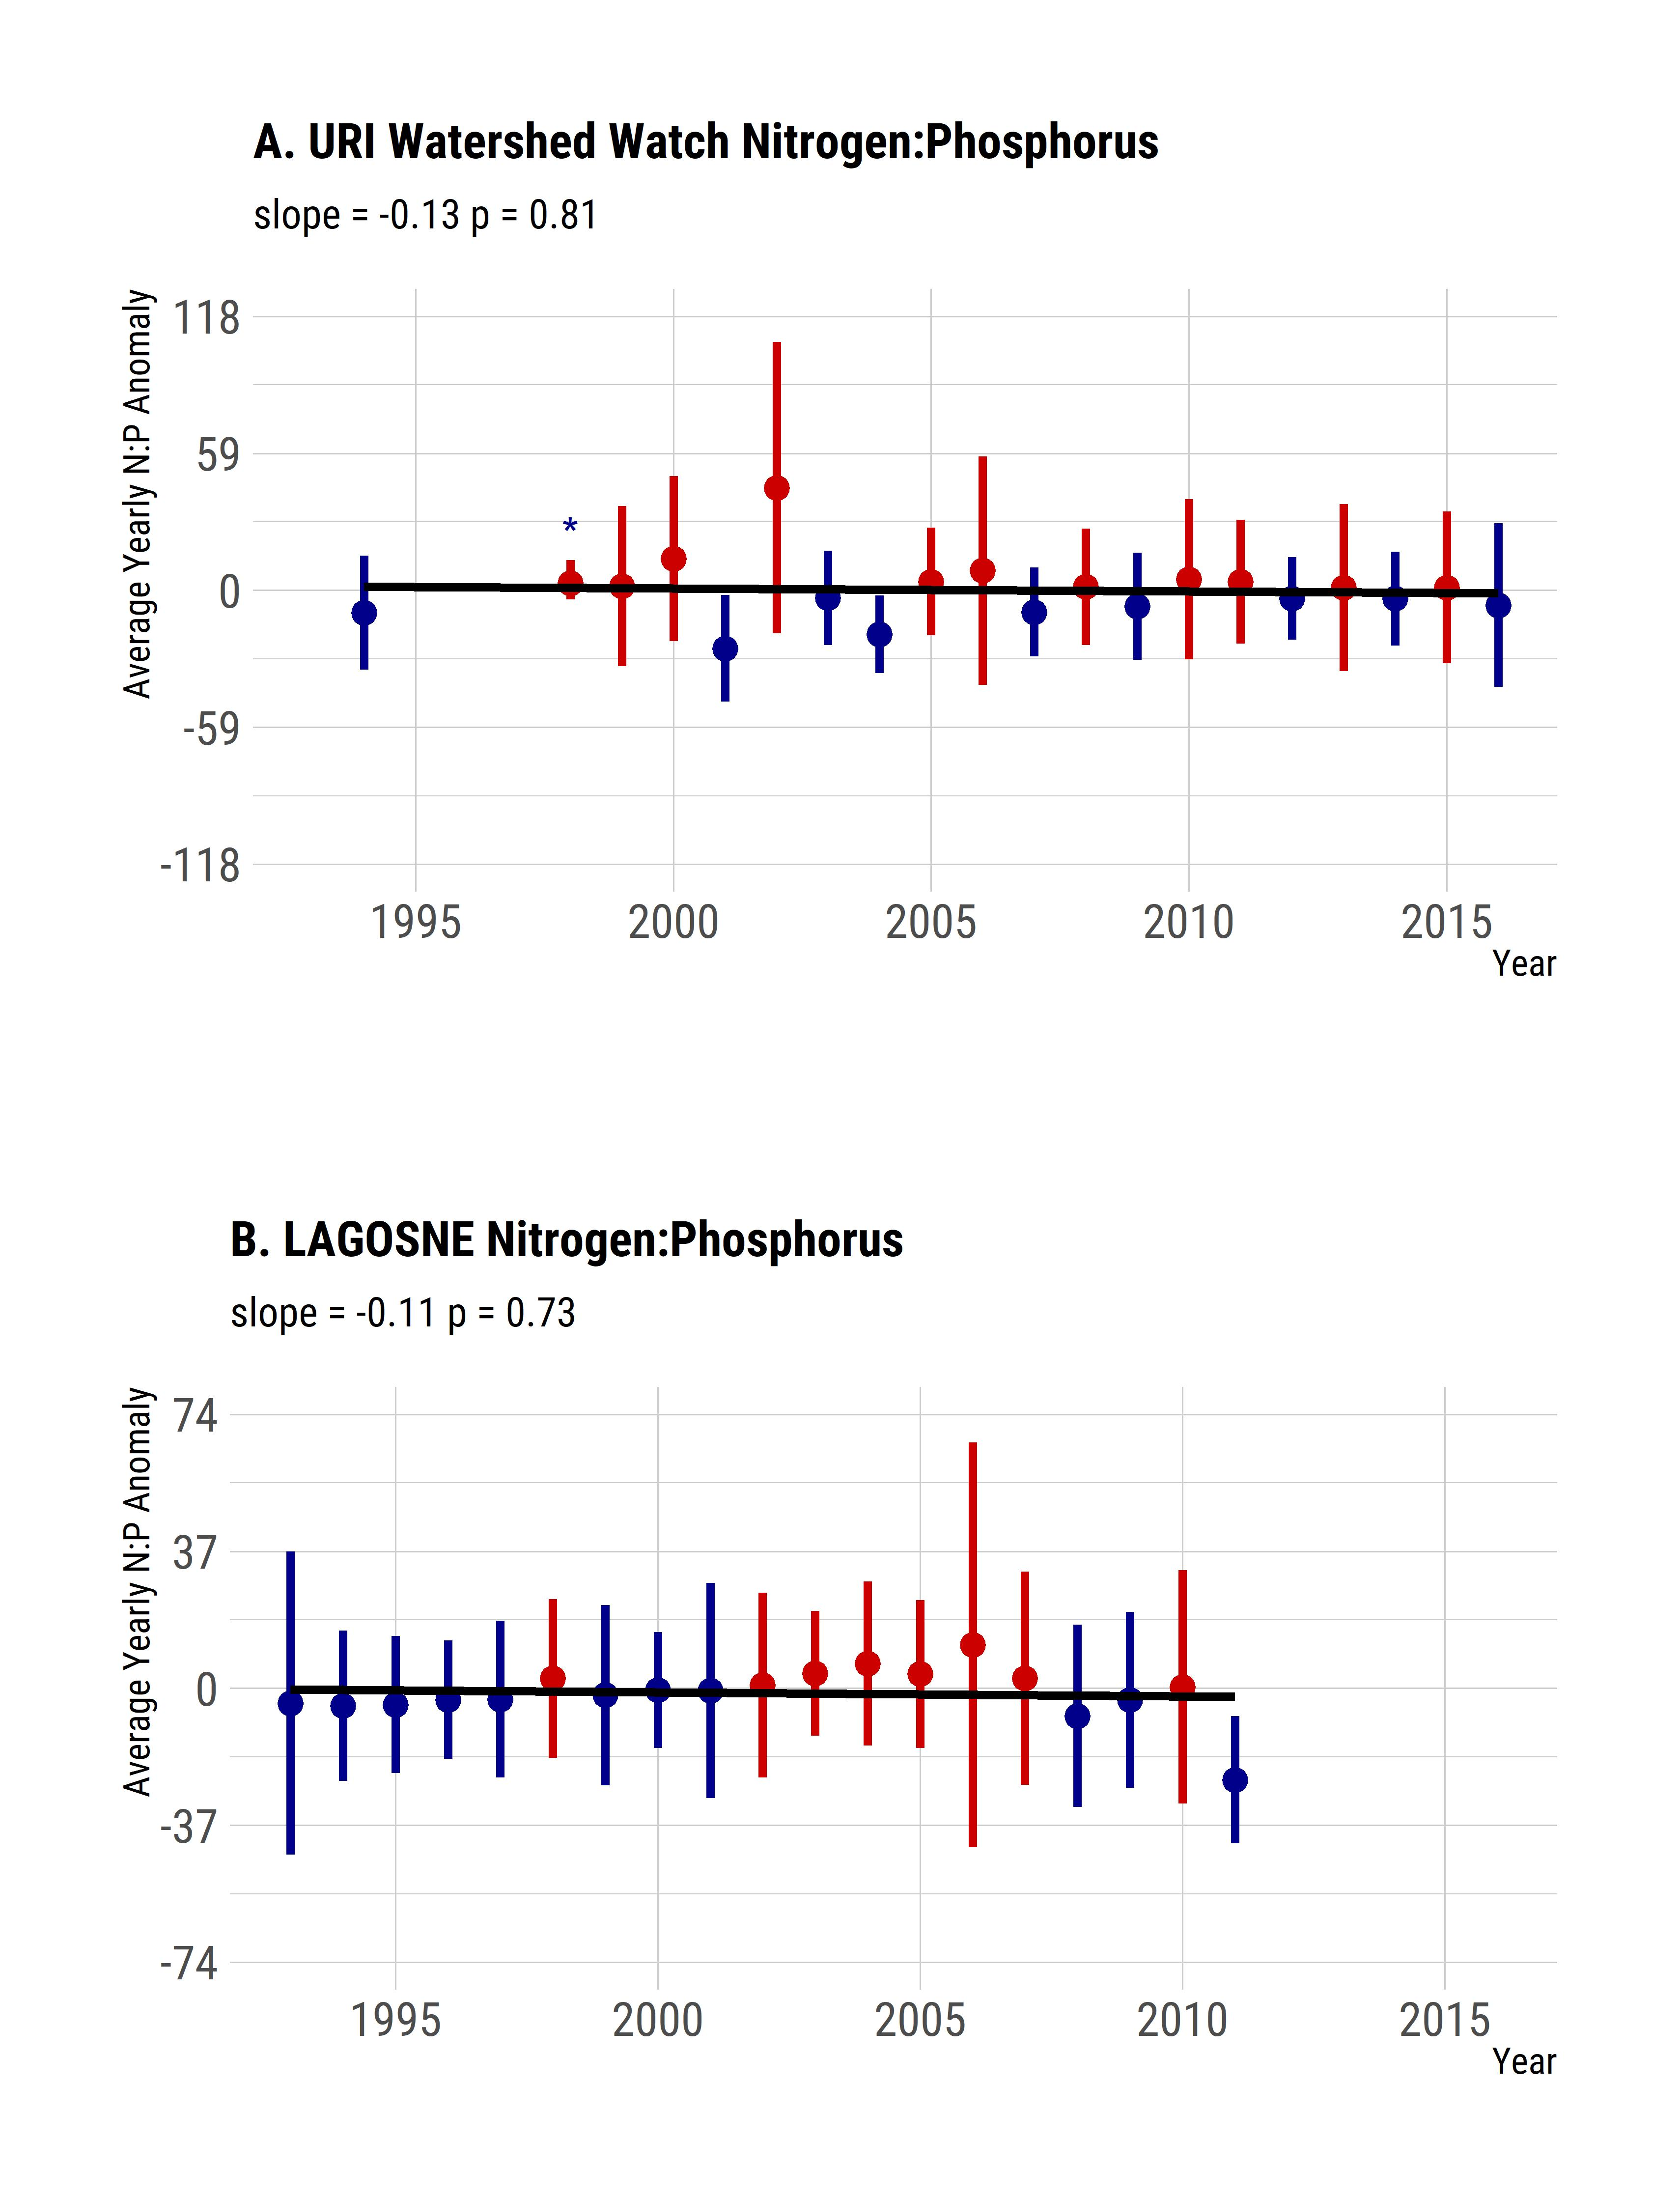 A. URI Watershed Watch Nitrogen:Phosphorus
slope = -0.13 p = 0.81
Average Yearly N:P Anomaly
118
59
0
-59
-118
*
1995 2000 2005 2010 2015
Year
B. LAGOSNE Nitrogen:Phosphorus
slope = -0.11 p = 0.73
Average Yearly N:P Anomaly
74
37
0
-37
-74
1995 2000 2005 2010 2015
Year